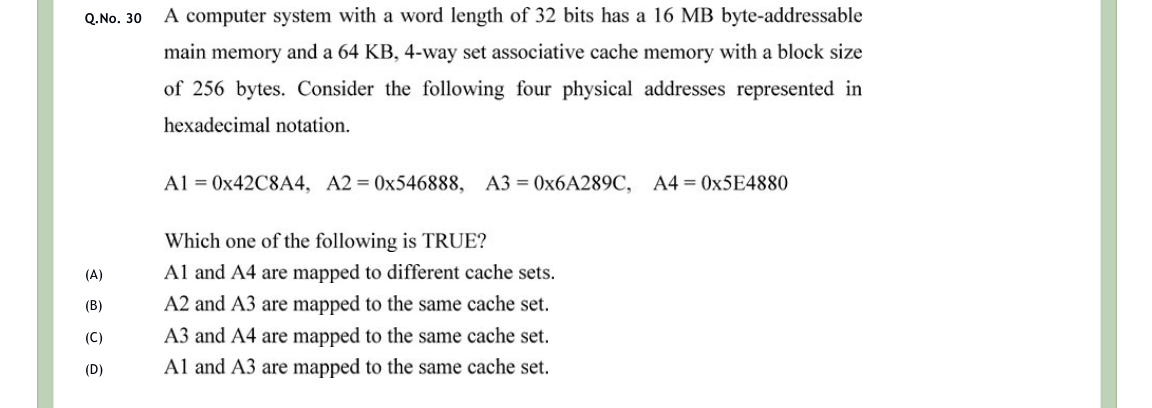 Q.No. 30 A computer system with a word length of 32 bits has a 16 MB byte-addressable
main memory and a 64 KB, 4-way set associative cache memory with a block size
of 256 bytes. Consider the following four physical addresses represented in
hexadecimal notation.
A1 = 0x42C8A4, A2 = 0x546888, A3 = 0x6A289C, A4 = 0x5E4880
Which one of the following is TRUE?
(A) A1 and A4 are mapped to different cache sets.
(B) A2 and A3 are mapped to the same cache set.
(C) A3 and A4 are mapped to the same cache set.
(D) A1 and A3 are mapped to the same cache set.